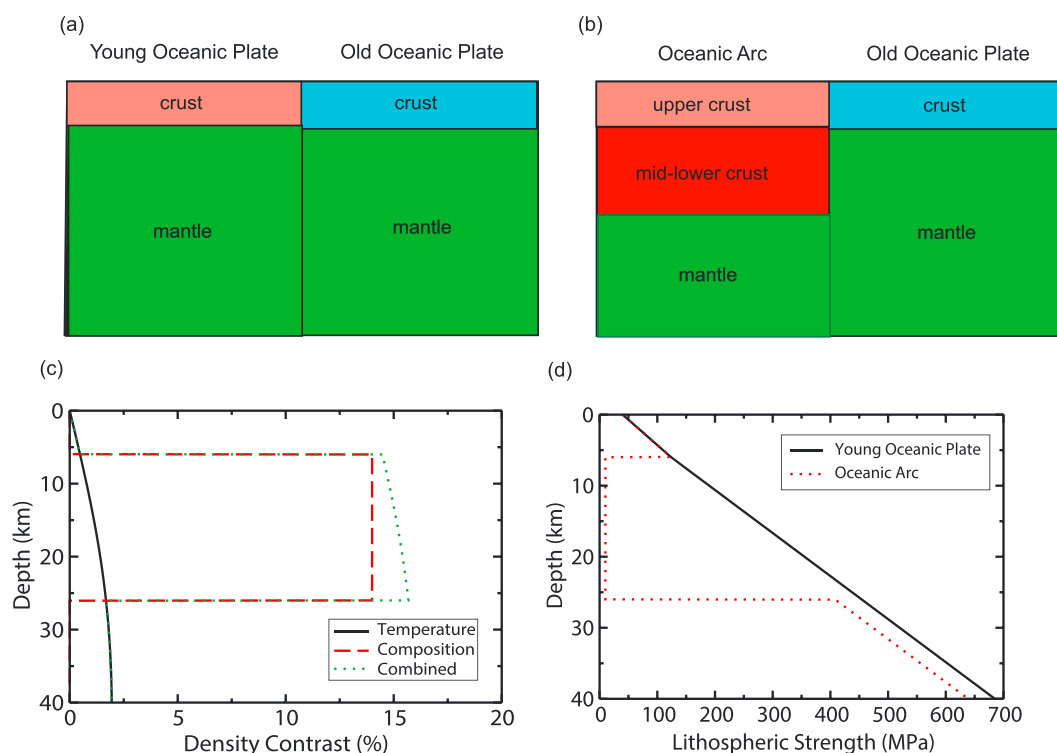 (a)
Young Oceanic Plate Old Oceanic Plate
crust crust
mantle mantle
(b)
Oceanic Arc Old Oceanic Plate
upper crust crust
mid-lower crust
mantle mantle
(c)
0
10
20
30
40
Depth (km)
Temperature
Composition
Combined
0 5 10 15 20
Density Contrast (%)
(d)
0
10
20
30
40
Depth (km)
Young Oceanic Plate
Oceanic Arc
0 100 200 300 400 500 600 700
Lithospheric Strength (MPa)